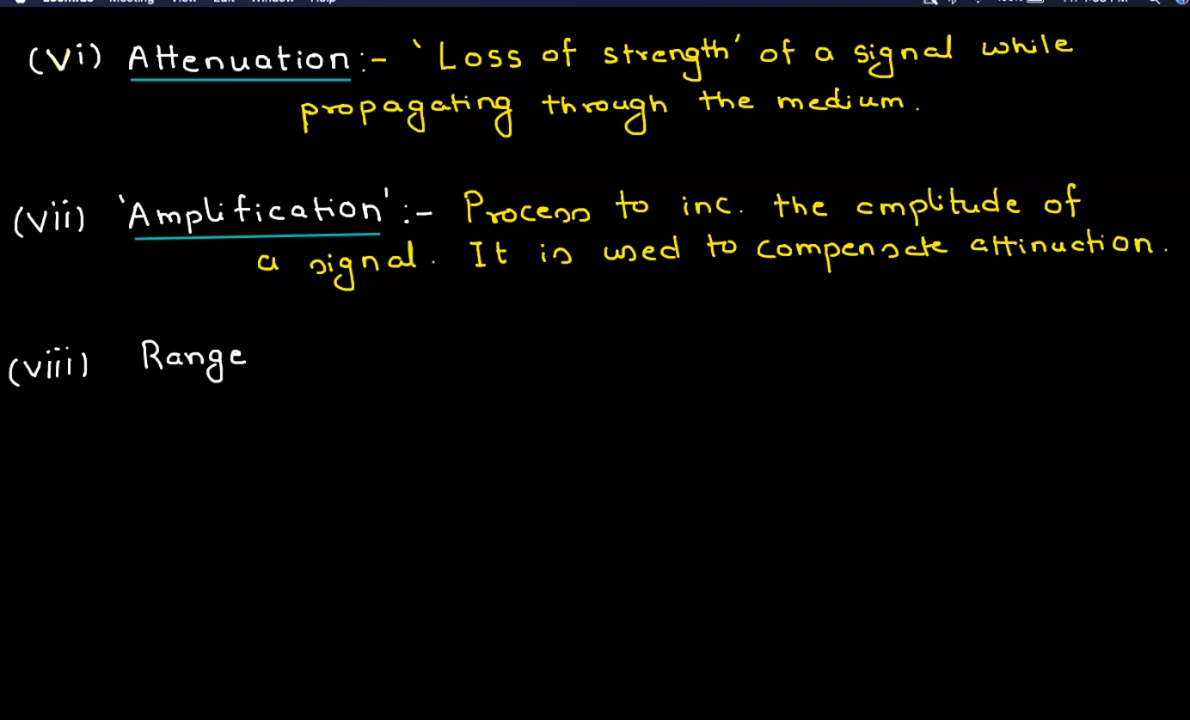 (vi) Attenuation :- 'Loss of strength' of a signal while
propagating through the medium.
(vii) 'Amplification' :- Process to inc. the amplitude of
a signal. It is used to compensate attinuation.
(viii) Range